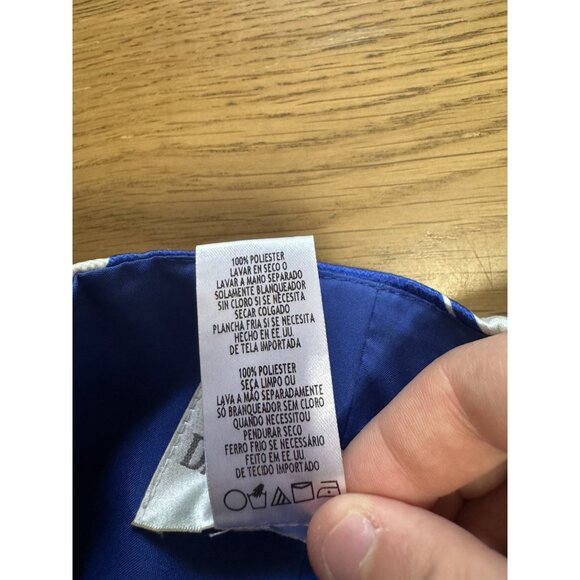 100% POLIESTER
LAVAR EN SECO O
LAVAR A MANO SEPARADO
SOLAMENTE BLANQUEADOR
SIN CLORO SI SE NECESITA
SECAR COLGADO
PLANCHA FRIA SI SE NECESITA
HECHO EN EE UU.
DE TELA IMPORTADA
100% POLIESTER
SECA LIMPO OU
LAVA A MÃO SEPARADAMENTE
SÓ BRANQUEADOR SEM CLORO
QUANDO NECESSITOU
PENDURAR SECO
FERRO FRIO SE NECESSÁRIO
FEITO EM EE. UU.
DE TECIDO IMPORTADO
D